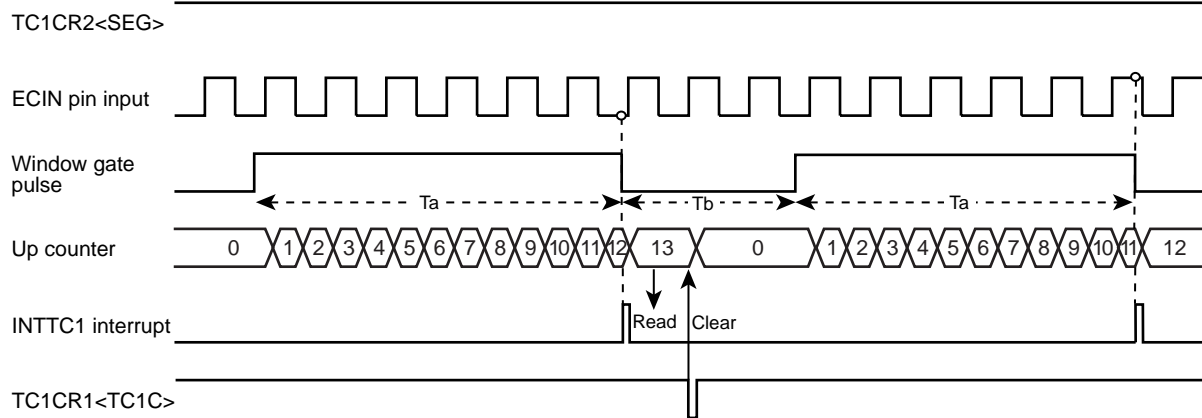 TC1CR2<SEG>
ECIN pin input
Window gate
pulse
Ta Tb Ta
Up counter 0 1 2 3 4 5 6 7 8 9 10 11 12 13 0 1 2 3 4 5 6 7 8 9 10 11 12
INTTC1 interrupt Read Clear
TC1CR1<TC1C>